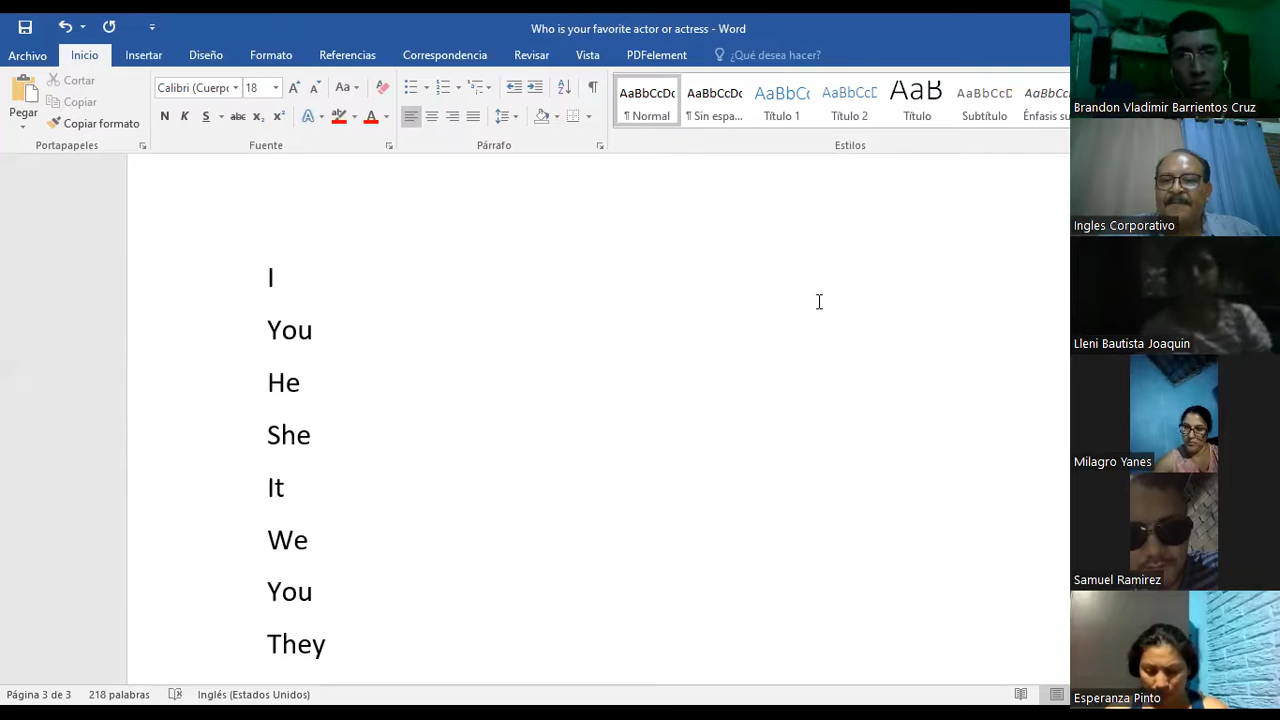 Who is your favorite actor or actress - Word
Archivo Inicio Insertar Diseño Formato Referencias Correspondencia Revisar Vista PDFelement ¿Qué desea hacer?
Pegar
Cortar
Copiar
Copiar formato
Portapapeles
Calibri (Cuerpo 18
N K S abc x₂ x²
Fuente
Párrafo
AaBbCcDc AaBbCcDc AaBbCc AaBbCcD AaB AaBbCcD AaBbCcDc
¶ Normal ¶ Sin espa... Título 1 Título 2 Título Subtítulo Énfasis su
Estilos
I
You
He
She
It
We
You
They
Página 3 de 3 218 palabras Inglés (Estados Unidos)
Brandon Vladimir Barrientos Cruz
Ingles Corporativo
Lleni Bautista Joaquin
Milagro Yanes
Samuel Ramirez
Esperanza Pinto